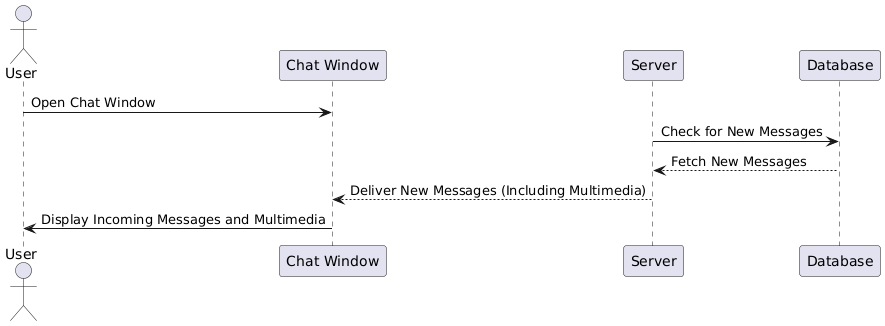 User
Chat Window
Server
Database
Open Chat Window
Check for New Messages
Fetch New Messages
Deliver New Messages (Including Multimedia)
Display Incoming Messages and Multimedia
User
Chat Window
Server
Database